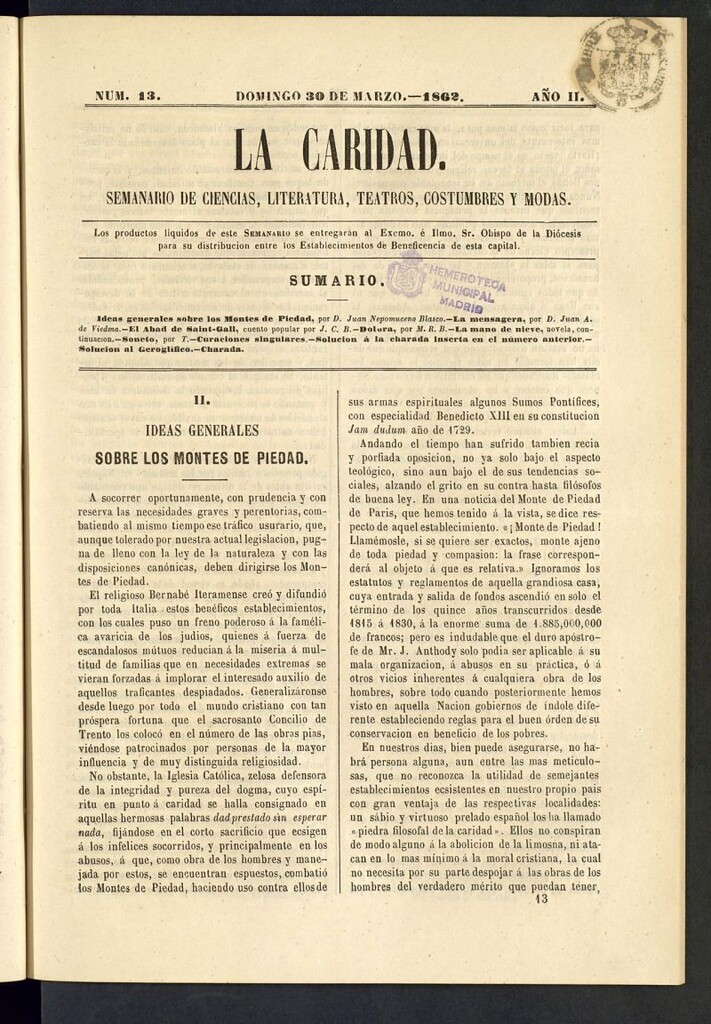 NUM. 13.
DOMINGO 30 DE MARZO.—1862.
AÑO II.
LA CARIDAD.
SEMANARIO DE CIENCIAS, LITERATURA, TEATROS, COSTUMBRES Y MODAS.
Los productos líquidos de este SEMANARIO se entregarán al Excmo. é Ilmo. Sr. Obispo de la Diócesis
para su distribucion entre los Establecimientos de Beneficencia de esta capital.
SUMARIO.
HEMEROTECA
MUNICIPAL
MADRID
Ideas generales sobre los Montes de Piedad, por D. Juan Nepomuceno Blasco.—La mensagera, por D. Juan A.
de Viedma.—El Abad de Saint-Gall, cuento popular por J. C. B.—Dolora, por M. R. B.—La mano de nieve, novela, con-
tinuacion.—Soneto, por T.—Curaciones singulares.—Solucion á la charada inserta en el número anterior.—
Solucion al Geroglífico.—Charada.
II.
IDEAS GENERALES
SOBRE LOS MONTES DE PIEDAD.
A socorrer oportunamente, con prudencia y con
reserva las necesidades graves y perentorias, com-
batiendo al mismo tiempo ese tráfico usurario, que,
aunque tolerado por nuestra actual legislacion, pug-
na de lleno con la ley de la naturaleza y con las
disposiciones canónicas, deben dirigirse los Mon-
tes de Piedad.
El religioso Bernabé Iteramense creó y difundió
por toda Italia estos benéficos establecimientos,
con los cuales puso un freno poderoso á la faméli-
ca avaricia de los judios, quienes á fuerza de
escandalosos mútuos reducian á la miseria á mul-
titud de familias que en necesidades extremas se
vieran forzadas á implorar el interesado auxilio de
aquellos traficantes despiadados. Generalizáronse
desde luego por todo el mundo cristiano con tan
próspera fortuna que el sacrosanto Concilio de
Trento los colocó en el número de las obras pias,
viéndose patrocinados por personas de la mayor
influencia y de muy distinguida religiosidad.
No obstante, la Iglesia Católica, zelosa defensora
de la integridad y pureza del dogma, cuyo espí-
ritu en punto á caridad se halla consignado en
aquellas hermosas palabras dad prestado sin esperar
nada, fijándose en el corto sacrificio que ecsigen
á los infelices socorridos, y principalmente en los
abusos, á que, como obra de los hombres y mane-
jada por estos, se encuentran espuestos, combatió
los Montes de Piedad, haciendo uso contra ellos de
sus armas espirituales algunos Sumos Pontífices,
con especialidad Benedicto XIII en su constitucion
Jam dudum año de 1729.
Andando el tiempo han sufrido tambien recia
y porfiada oposicion, no ya solo bajo el aspecto
teológico, sino aun bajo el de sus tendencias so-
ciales, alzando el grito en su contra hasta filósofos
de buena ley. En una noticia del Monte de Piedad
de Paris, que hemos tenido á la vista, se dice res-
pecto de aquel establecimiento. «¡Monte de Piedad!
Llamémosle, si se quiere ser exactos, monte ajeno
de toda piedad y compasion: la frase correspon-
derá al objeto á que es relativa.» Ignoramos los
estatutos y reglamentos de aquella grandiosa casa,
cuya entrada y salida de fondos ascendió en solo el
término de los quince años transcurridos desde
1815 á 1830, á la enorme suma de 1.885,000,000
de francos; pero es indudable que el duro apóstro-
fe de Mr. J. Anthody solo podia ser aplicable á su
mala organizacion, á abusos en su práctica, ó á
otros vicios inherentes á cualquiera obra de los
hombres, sobre todo cuando posteriormente hemos
visto en aquella Nacion gobiernos de índole dife-
rente estableciendo reglas para el buen órden de su
conservacion en beneficio de los pobres.
En nuestros dias, bien puede asegurarse, no ha-
brá persona alguna, aun entre las mas meticulo-
sas, que no reconozca la utilidad de semejantes
establecimientos ecsistentes en nuestro propio pais
con gran ventaja de las respectivas localidades:
un sábio y virtuoso prelado español los ha llamado
«piedra filosofal de la caridad». Ellos no conspiran
de modo alguno á la abolicion de la limosna, ni ata-
can en lo mas mínimo á la moral cristiana, la cual
no necesita por su parte despojar á las obras de los
hombres del verdadero mérito que puedan téner,
13